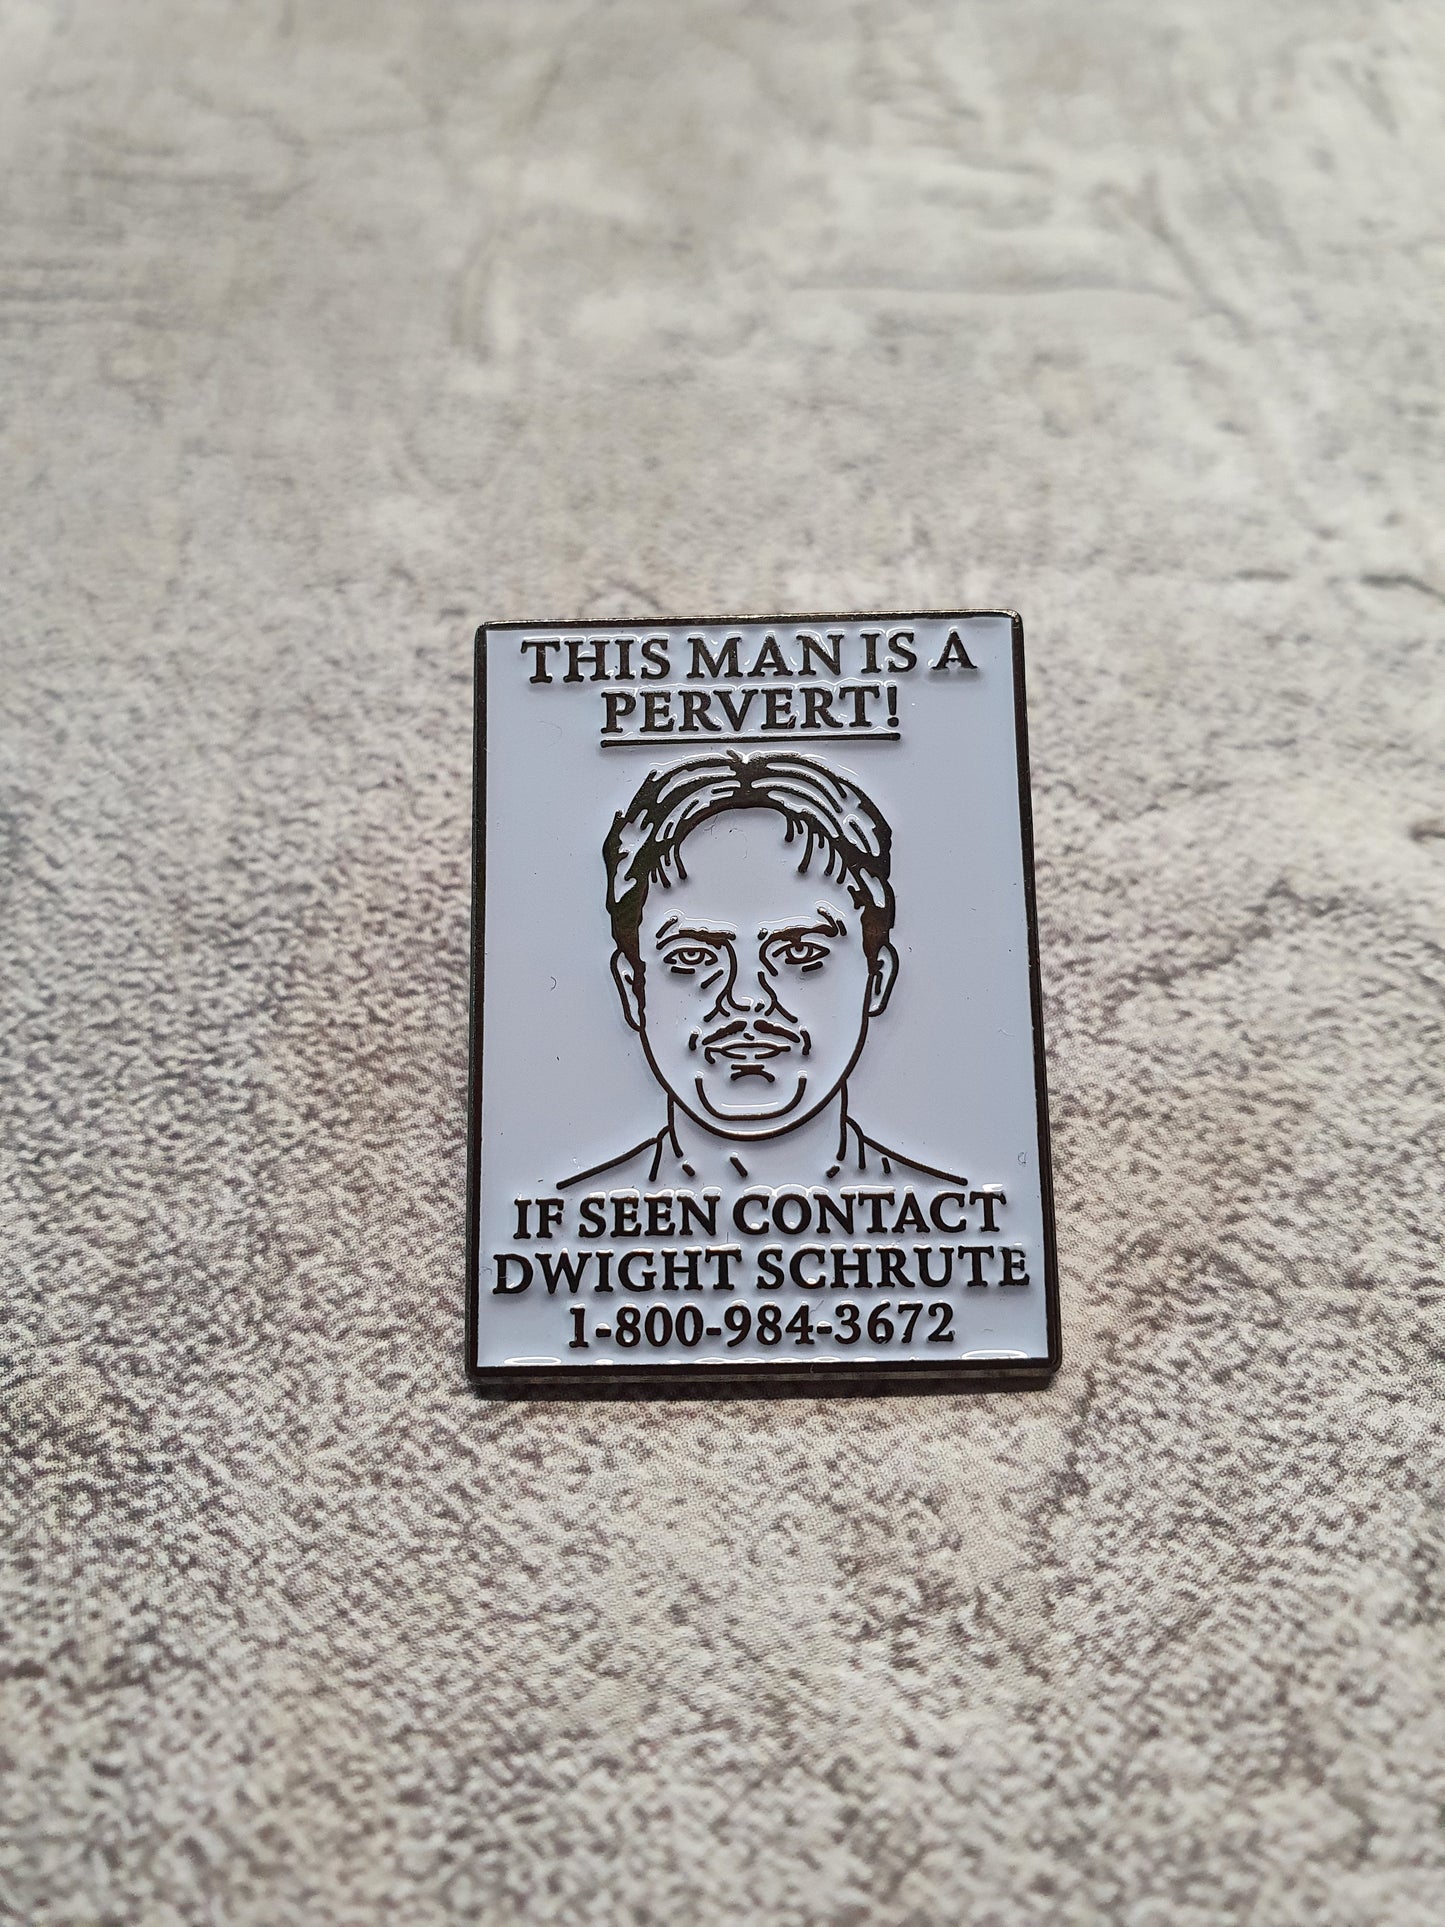 THIS MAN IS A
PERVERT!
IF SEEN CONTACT
DWIGHT SCHRUTE
1-800-984-3672